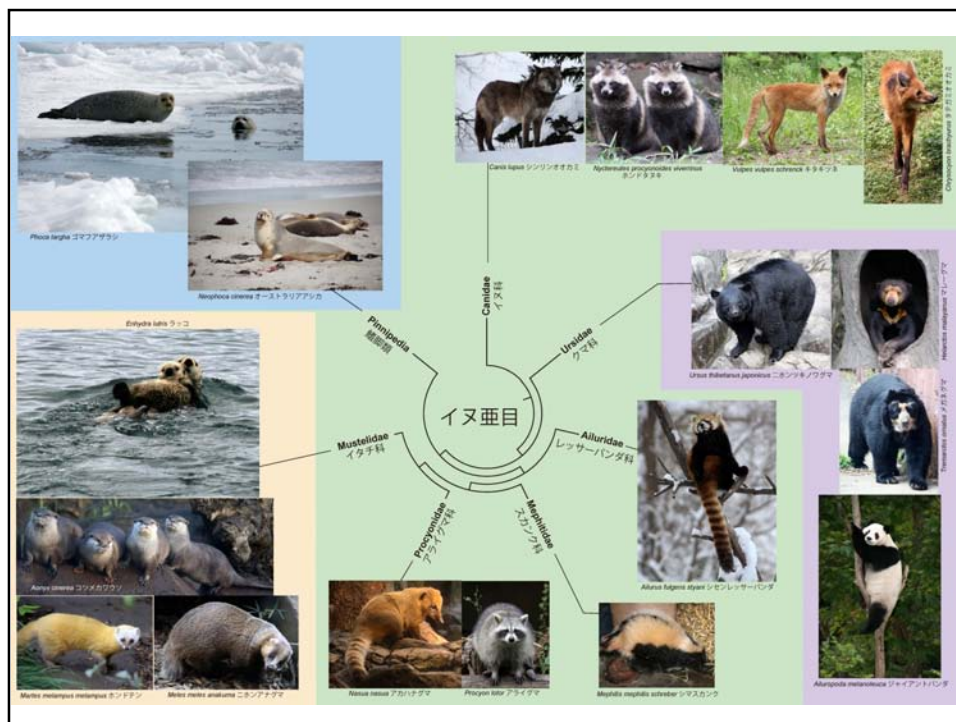 Phoca largha ゴマフアザラシ
Neophoca cinerea オーストラリアアシカ
Canis lupus シンリンオオカミ
Nyctereutes procyonoides viverrinus
ホンドタヌキ
Vulpes vulpes schrenck キタキツネ
Chrysocyon brachyurus タテガミオオカミ
Pinnipedia
鰭脚類
Canidae
イヌ科
Ursidae
クマ科
Ursus thibetanus japonicus ニホンツキノワグマ
Helarctos malayanus マレーグマ
Tremarctos ornatus メガネグマ
Ailuropoda melanoleuca ジャイアントパンダ
Enhydra lutris ラッコ
イヌ亜目
Mustelidae
イタチ科
Ailuridae
レッサーパンダ科
Procyonidae
アライグマ科
Mephitidae
スカンク科
Aonyx cinerea コツメカワウソ
Martes melampus melampus ホンドテン
Meles meles anakuma ニホンアナグマ
Nasua nasua アカハナグマ
Procyon lotor アライグマ
Mephitis mephitis schreber シマスカンク
Ailurus fulgens styani シセンレッサーパンダ